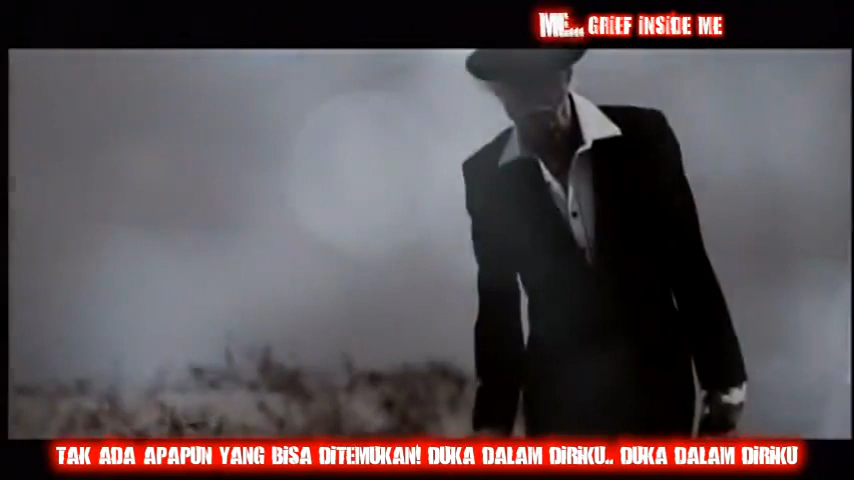 ME... GRiEF iNSiDE ME
TAK ADA APAPUN YANG BiSA DiTEMUKAN! DUKA DALAM DiRiKU.. DUKA DALAM DiRiKU